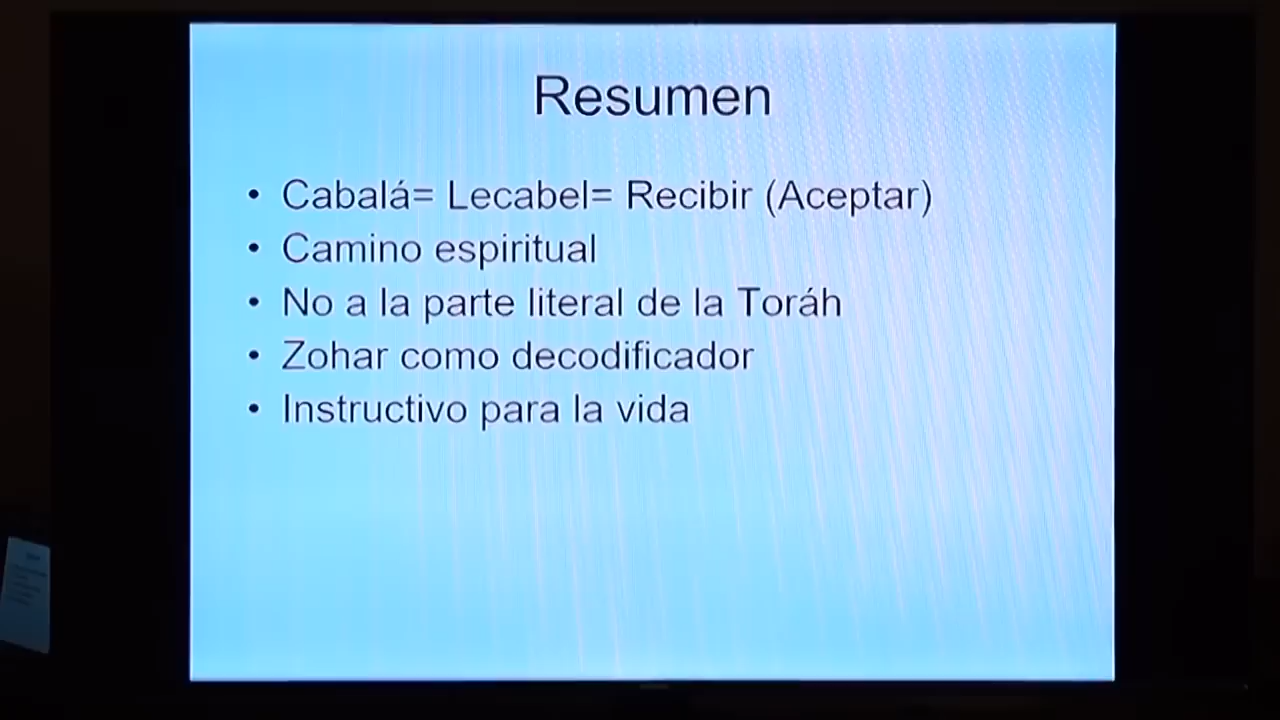 Resumen
• Cabalá= Lecabel= Recibir (Aceptar)
• Camino espiritual
• No a la parte literal de la Toráh
• Zohar como decodificador
• Instructivo para la vida